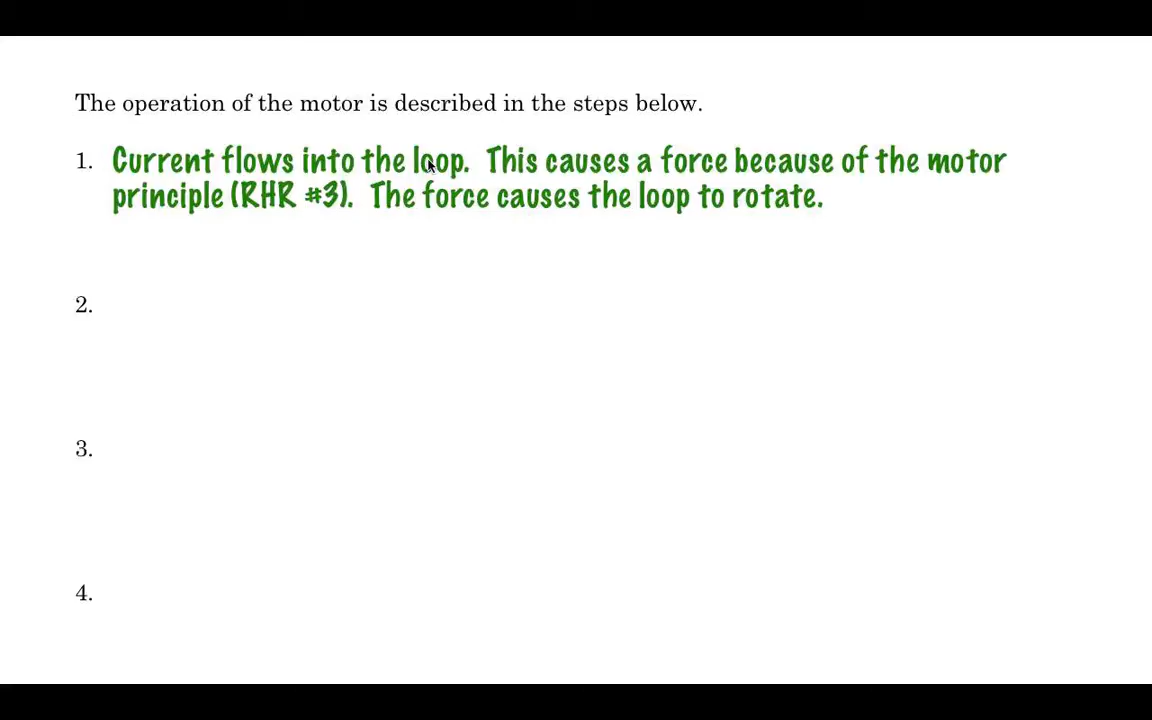 The operation of the motor is described in the steps below.
1. Current flows into the loop. This causes a force because of the motor
principle (RHR #3). The force causes the loop to rotate.
2.
3.
4.